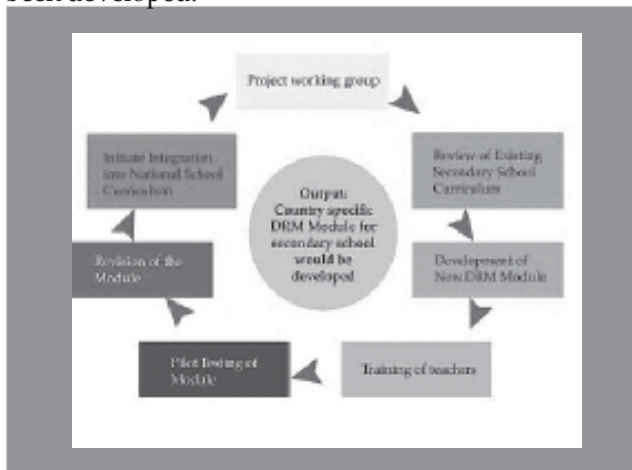 been developed.
Project working group
Review of Existing
Secondary School
Curriculum
Development of
New DRM Module
Training of teachers
Pilot Testing of
Module
Revision of the
Module
Initiate Integration
into National School
Curriculum
Output:
Country specific
DRM Module for
secondary school
would be
developed